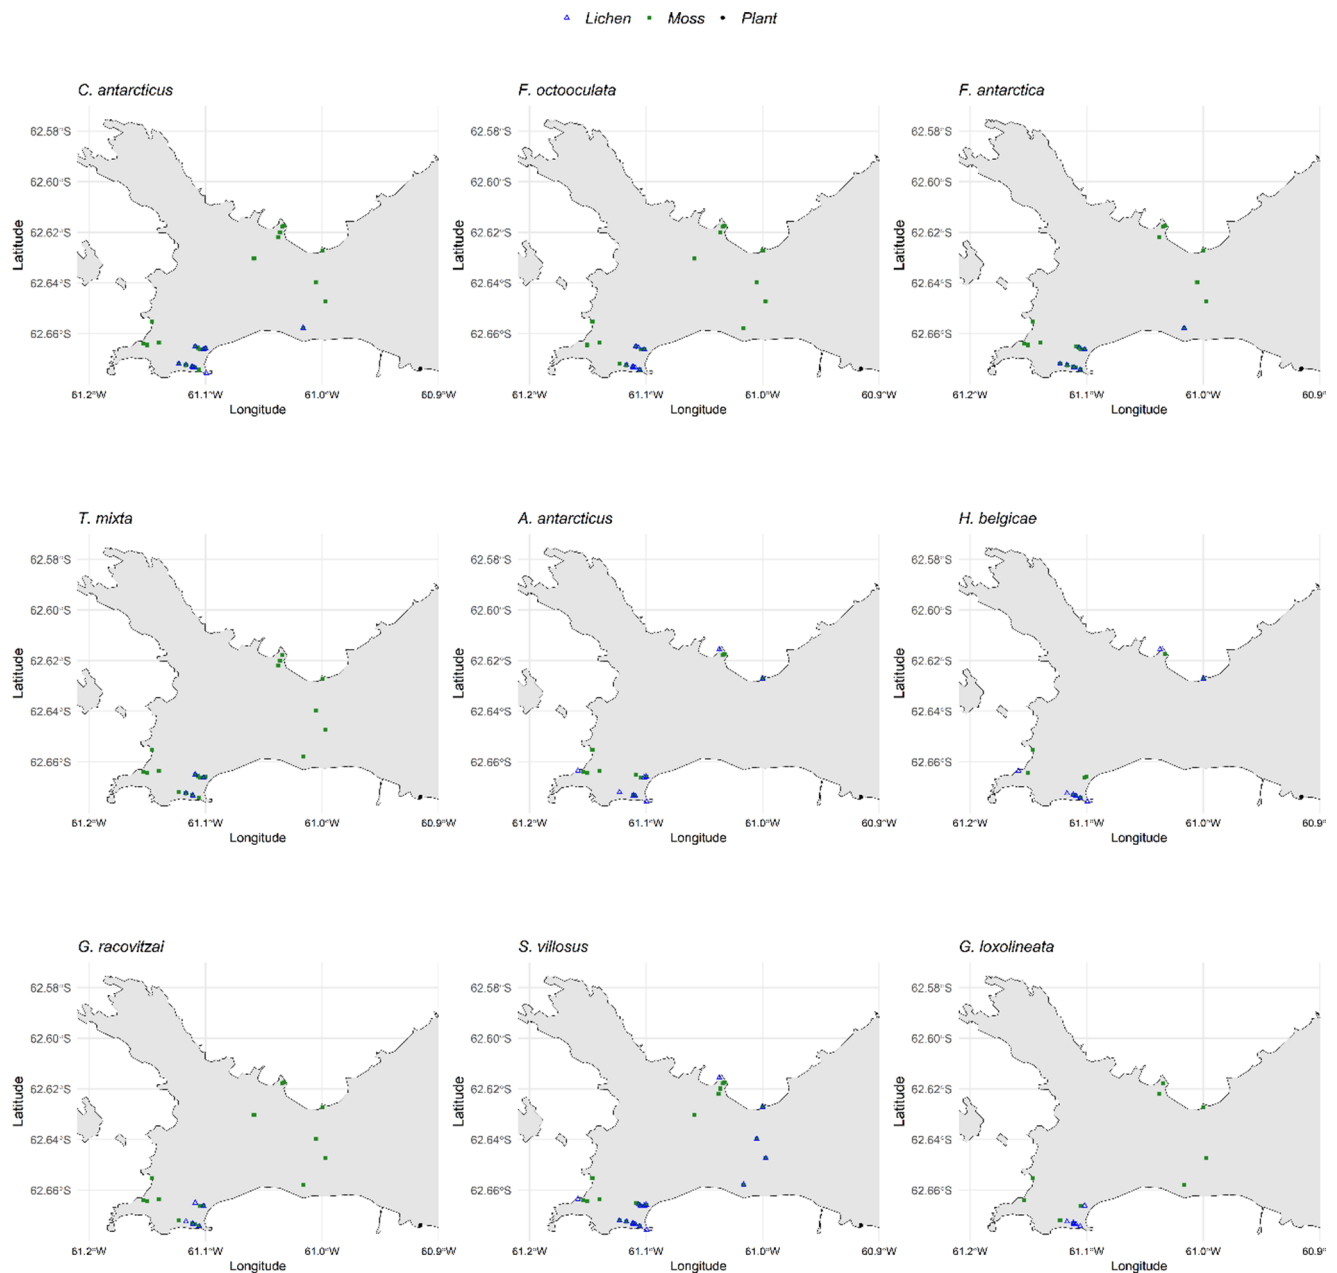 Lichen Moss Plant
C. antarcticus F. octooculata F. antarctica
62.58°S 62.58°S 62.58°S
62.60°S 62.60°S 62.60°S
62.62°S 62.62°S 62.62°S
Latitude Latitude Latitude
62.64°S 62.64°S 62.64°S
62.66°S 62.66°S 62.66°S
61.2°W 61.1°W 61.0°W 60.9°W 61.2°W 61.1°W 61.0°W 60.9°W 61.2°W 61.1°W 61.0°W 60.9°
Longitude Longitude Longitude
T. mixta A. antarcticus H. belgicae
62.58°S 62.58°S 62.58°S
62.60°S 62.60°S 62.60°S
62.62°S 62.62°S 62.62°S
Latitude Latitude Latitude
62.64°S 62.64°S 62.64°S
62.66°S 62.66°S 62.66°S
61.2°W 61.1°W 61.0°W 60.9°W 61.2°W 61.1°W 61.0°W 60.9°W 61.2°W 61.1°W 61.0°W 60.9°
Longitude Longitude Longitude
G. racovitzai S. villosus G. loxolineata
62.58°S 62.58°S 62.58°S
62.60°S 62.60°S 62.60°S
62.62°S 62.62°S 62.62°S
Latitude Latitude Latitude
62.64°S 62.64°S 62.64°S
62.66°S 62.66°S 62.66°S
61.2°W 61.1°W 61.0°W 60.9°W 61.2°W 61.1°W 61.0°W 60.9°W 61.2°W 61.1°W 61.0°W 60.9°
Longitude Longitude Longitude